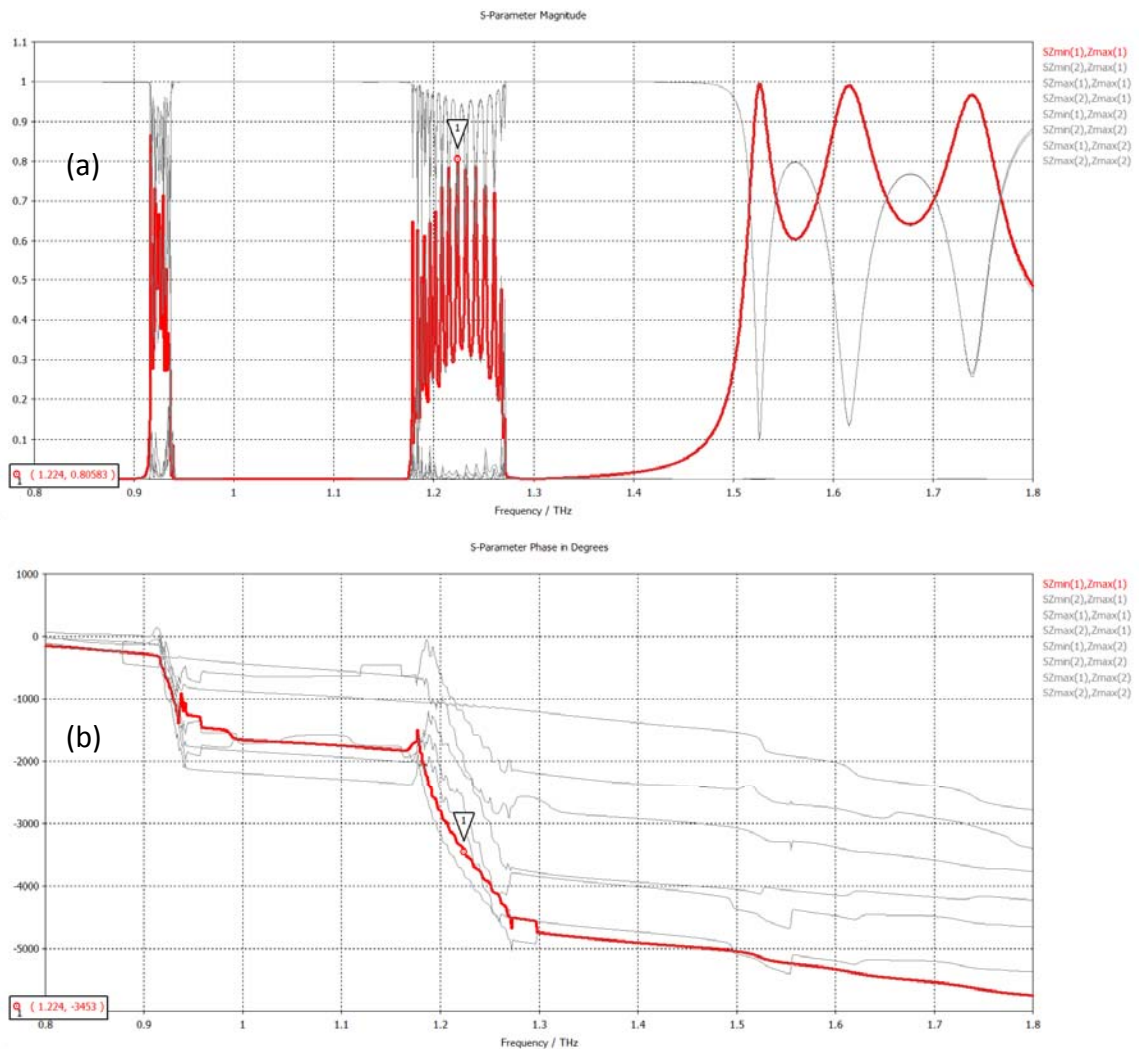 S-Parameter Magnitude
1.1
1
0.9
0.8
0.7
0.6
0.5
0.4
0.3
0.2
0.1
(a)
1
1
( 1.224, 0.80583 )
0.8
0.9
1
1.1
1.2
1.3
1.4
1.5
1.6
1.7
1.8
Frequency / THz
SZmin(1),Zmax(1)
SZmin(2),Zmax(1)
SZmax(1),Zmax(1)
SZmax(2),Zmax(1)
SZmin(1),Zmax(2)
SZmin(2),Zmax(2)
SZmax(1),Zmax(2)
SZmax(2),Zmax(2)
S-Parameter Phase in Degrees
1000
0
-1000
-2000
-3000
-4000
-5000
(b)
1
1
( 1.224, -3453 )
0.8
0.9
1
1.1
1.2
1.3
1.4
1.5
1.6
1.7
1.8
Frequency / THz
SZmin(1),Zmax(1)
SZmin(2),Zmax(1)
SZmax(1),Zmax(1)
SZmax(2),Zmax(1)
SZmin(1),Zmax(2)
SZmin(2),Zmax(2)
SZmax(1),Zmax(2)
SZmax(2),Zmax(2)